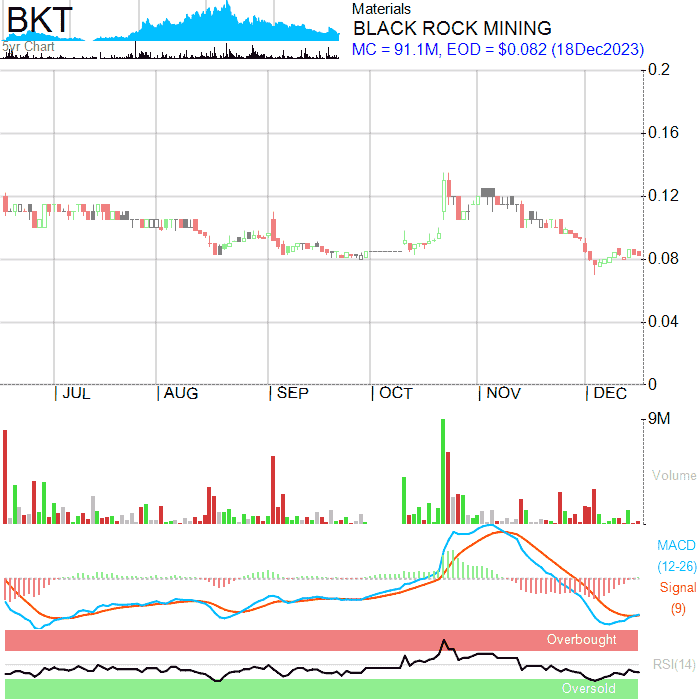 BKT
5yr Chart
Materials
BLACK ROCK MINING
MC = 91.1M, EOD = $0.082 (18Dec2023)
0.2
0.16
0.12
0.08
0.04
0
JUL AUG SEP OCT NOV DEC
9M
Volume
MACD
(12-26)
Signal
(9)
Overbought
RSI(14)
Oversold